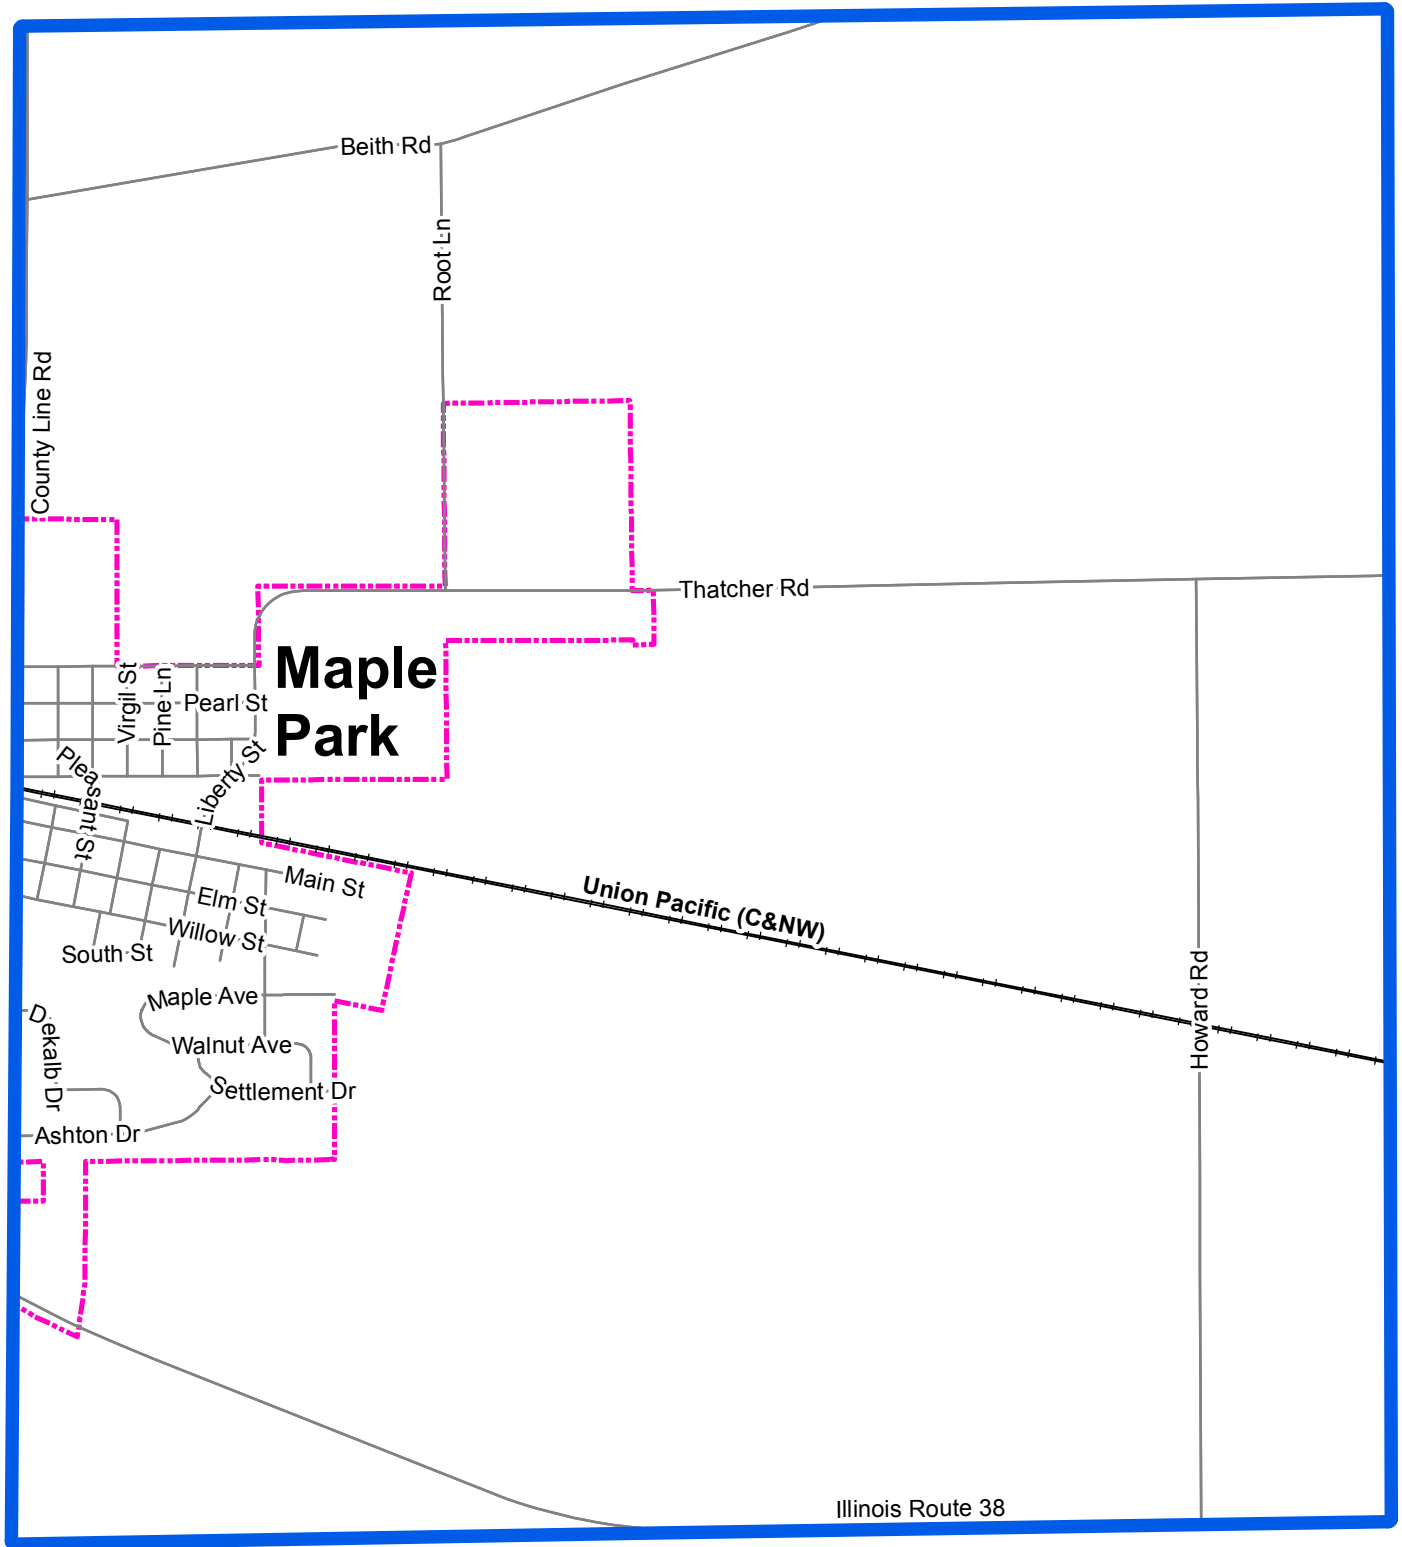 Beith Rd
Root Ln
County Line Rd
Thatcher Rd
Maple
Park
Virgil St
Pine Ln
Pearl St
Liberty St
Pleasant St
Main St
Union Pacific (C&NW)
Elm St
Willow St
South St
Howard Rd
Maple Ave
Dekalb Dr
Walnut Ave
Settlement Dr
Ashton Dr
Illinois Route 38